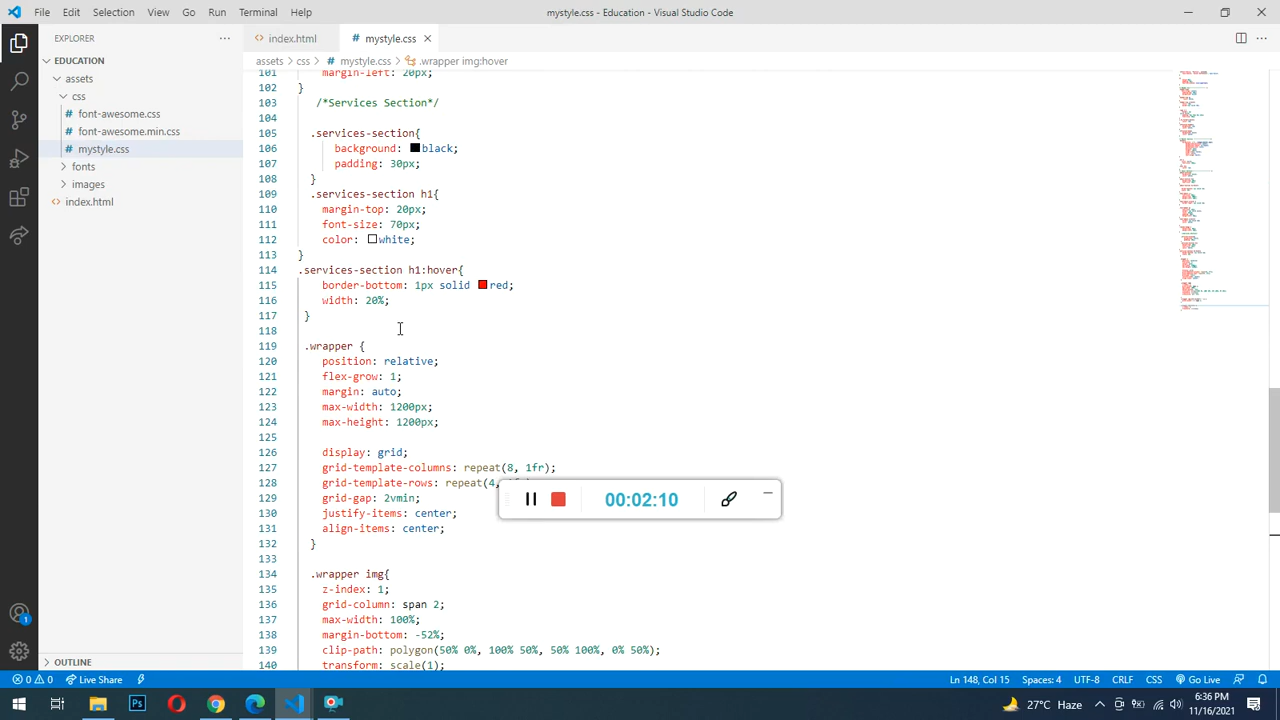 File Edit Selection View Go Run Terminal Help
mystyle.css - Education - Visual Studio Code
EXPLORER
index.html
mystyle.css
EDUCATION
assets > css > mystyle.css > .wrapper img:hover
assets
css
font-awesome.css
font-awesome.min.css
mystyle.css
fonts
images
index.html
101 margin-left: 20px;
102 }
103 /*Services Section*/
104
105 .services-section{
106 background: black;
107 padding: 30px;
108 }
109 .services-section h1{
110 margin-top: 20px;
111 font-size: 70px;
112 color: white;
113 }
114 .services-section h1:hover{
115 border-bottom: 1px solid red;
116 width: 20%;
117 }
118
119 .wrapper {
120 position: relative;
121 flex-grow: 1;
122 margin: auto;
123 max-width: 1200px;
124 max-height: 1200px;
125
126 display: grid;
127 grid-template-columns: repeat(8, 1fr);
128 grid-template-rows: repeat(4,
129 grid-gap: 2vmin;
130 justify-items: center;
131 align-items: center;
132 }
133
134 .wrapper img{
135 z-index: 1;
136 grid-column: span 2;
137 max-width: 100%;
138 margin-bottom: -52%;
139 clip-path: polygon(50% 0%, 100% 50%, 50% 100%, 0% 50%);
140 transform: scale(1);
00:02:10
OUTLINE
1
0 0 Live Share
Ln 148, Col 15 Spaces: 4 UTF-8 CRLF CSS Go Live
Ps
27°C Haze
6:36 PM
11/16/2021